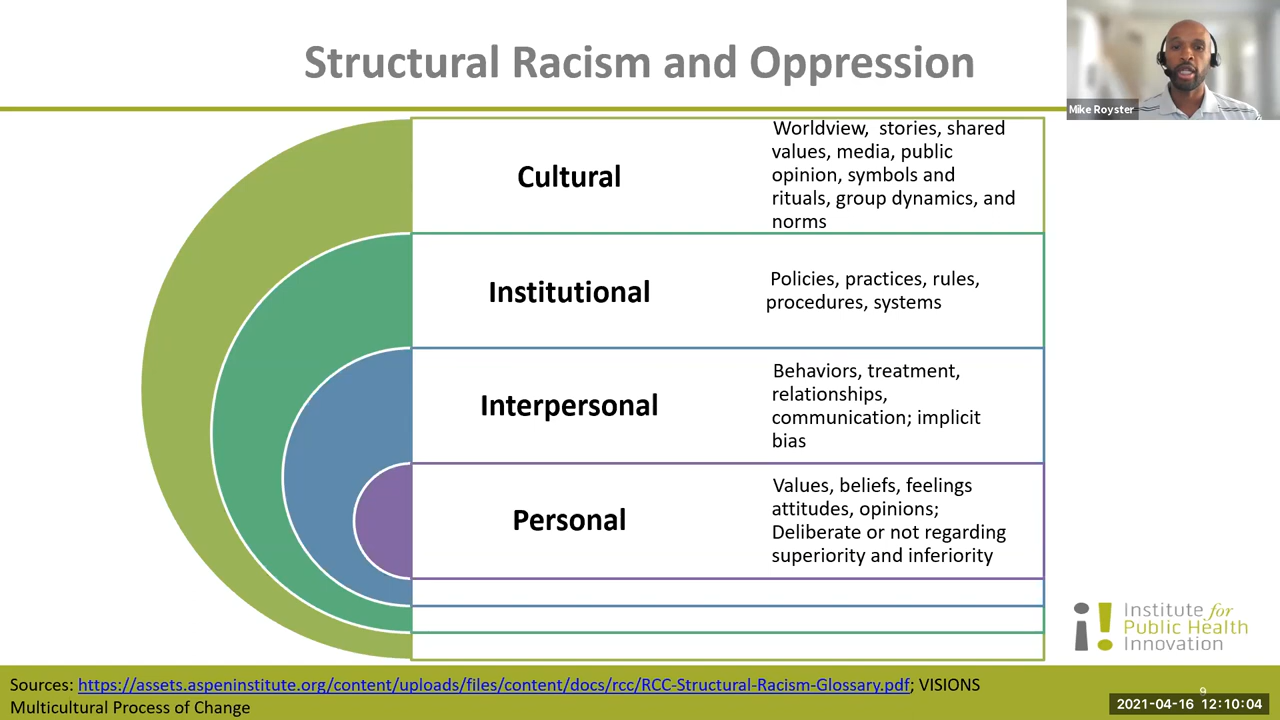 Structural Racism and Oppression
Mike Royster
Cultural
Worldview,  stories, shared
values, media, public
opinion, symbols and
rituals, group dynamics, and
norms
Institutional
Policies, practices, rules,
procedures, systems
Interpersonal
Behaviors, treatment,
relationships,
communication; implicit
bias
Personal
Values, beliefs, feelings
attitudes, opinions;
Deliberate or not regarding
superiority and inferiority
Institute for
Public Health
Innovation
Sources: https://assets.aspeninstitute.org/content/uploads/files/content/docs/rcc/RCC-Structural-Racism-Glossary.pdf; VISIONS
Multicultural Process of Change
9
2021-04-16 12:10:04